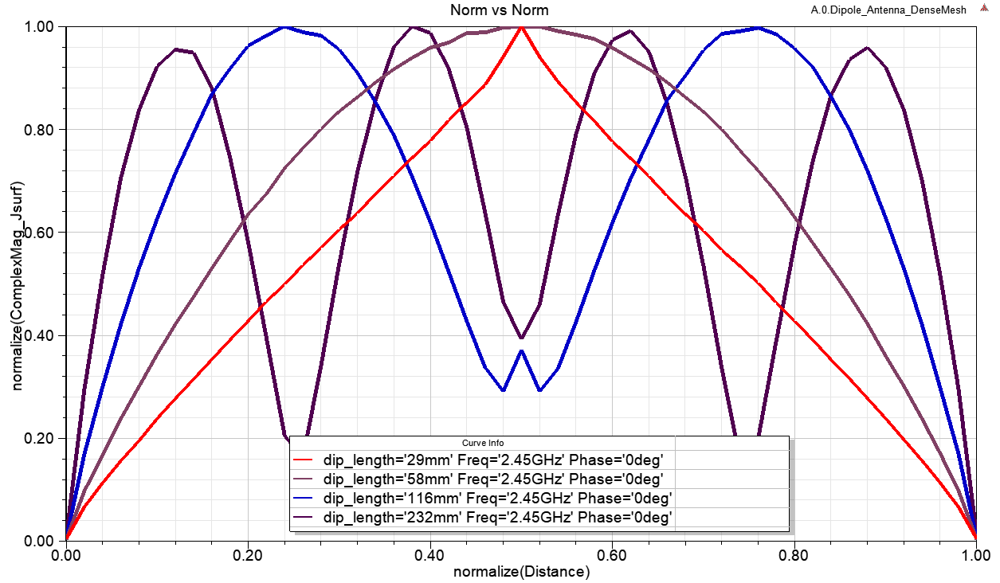 Norm vs Norm
A.0.Dipole_Antenna_DenseMesh
1.00
0.80
0.60
0.40
0.20
0.00
normalize(ComplexMag_Jsurf)
Curve Info
dip_length='29mm' Freq='2.45GHz' Phase='0deg'
dip_length='58mm' Freq='2.45GHz' Phase='0deg'
dip_length='116mm' Freq='2.45GHz' Phase='0deg'
dip_length='232mm' Freq='2.45GHz' Phase='0deg'
0.00 0.20 0.40 0.60 0.80 1.00
normalize(Distance)